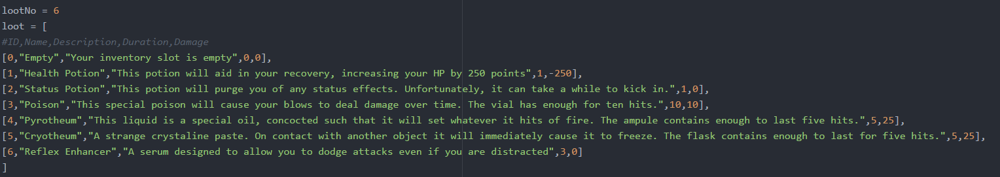 lootNo = 6
loot = [
#ID,Name,Description,Duration,Damage
[0,"Empty","Your inventory slot is empty",0,0],
[1,"Health Potion","This potion will aid in your recovery, increasing your HP by 250 points",1,-250],
[2,"Status Potion","This potion will purge you of any status effects. Unfortunately, it can take a while to kick in.",1,0],
[3,"Poison","This special poison will cause your blows to deal damage over time. The vial has enough for ten hits.",10,10],
[4,"Pyrotheum","This liquid is a special oil, concocted such that it will set whatever it hits of fire. The ampule contains enough to last five hits.",5,25],
[5,"Cryotheum","A strange crystaline paste. On contact with another object it will immediately cause it to freeze. The flask contains enough to last for five hits.",5,25],
[6,"Reflex Enhancer","A serum designed to allow you to dodge attacks even if you are distracted",3,0]
]